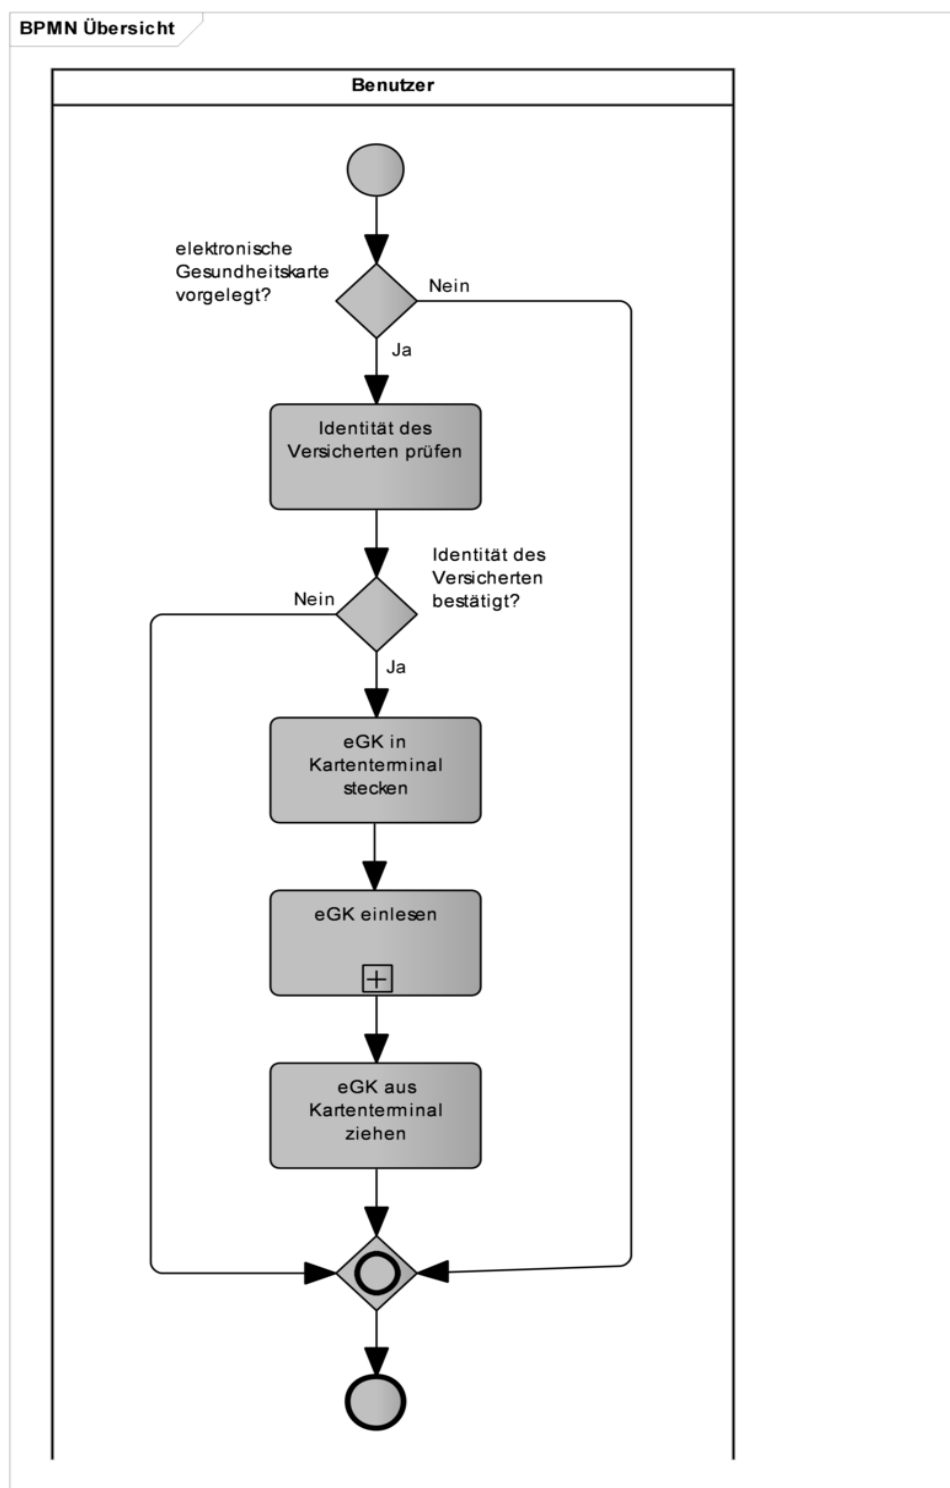 BPMN Übersicht
Benutzer
elektronische
Gesundheitskarte
vorgelegt?
Nein
Ja
Identität des
Versicherten prüfen
Identität des
Versicherten
bestätigt?
Nein
Ja
eGK in
Kartenterminal
stecken
eGK einlesen
eGK aus
Kartenterminal
ziehen